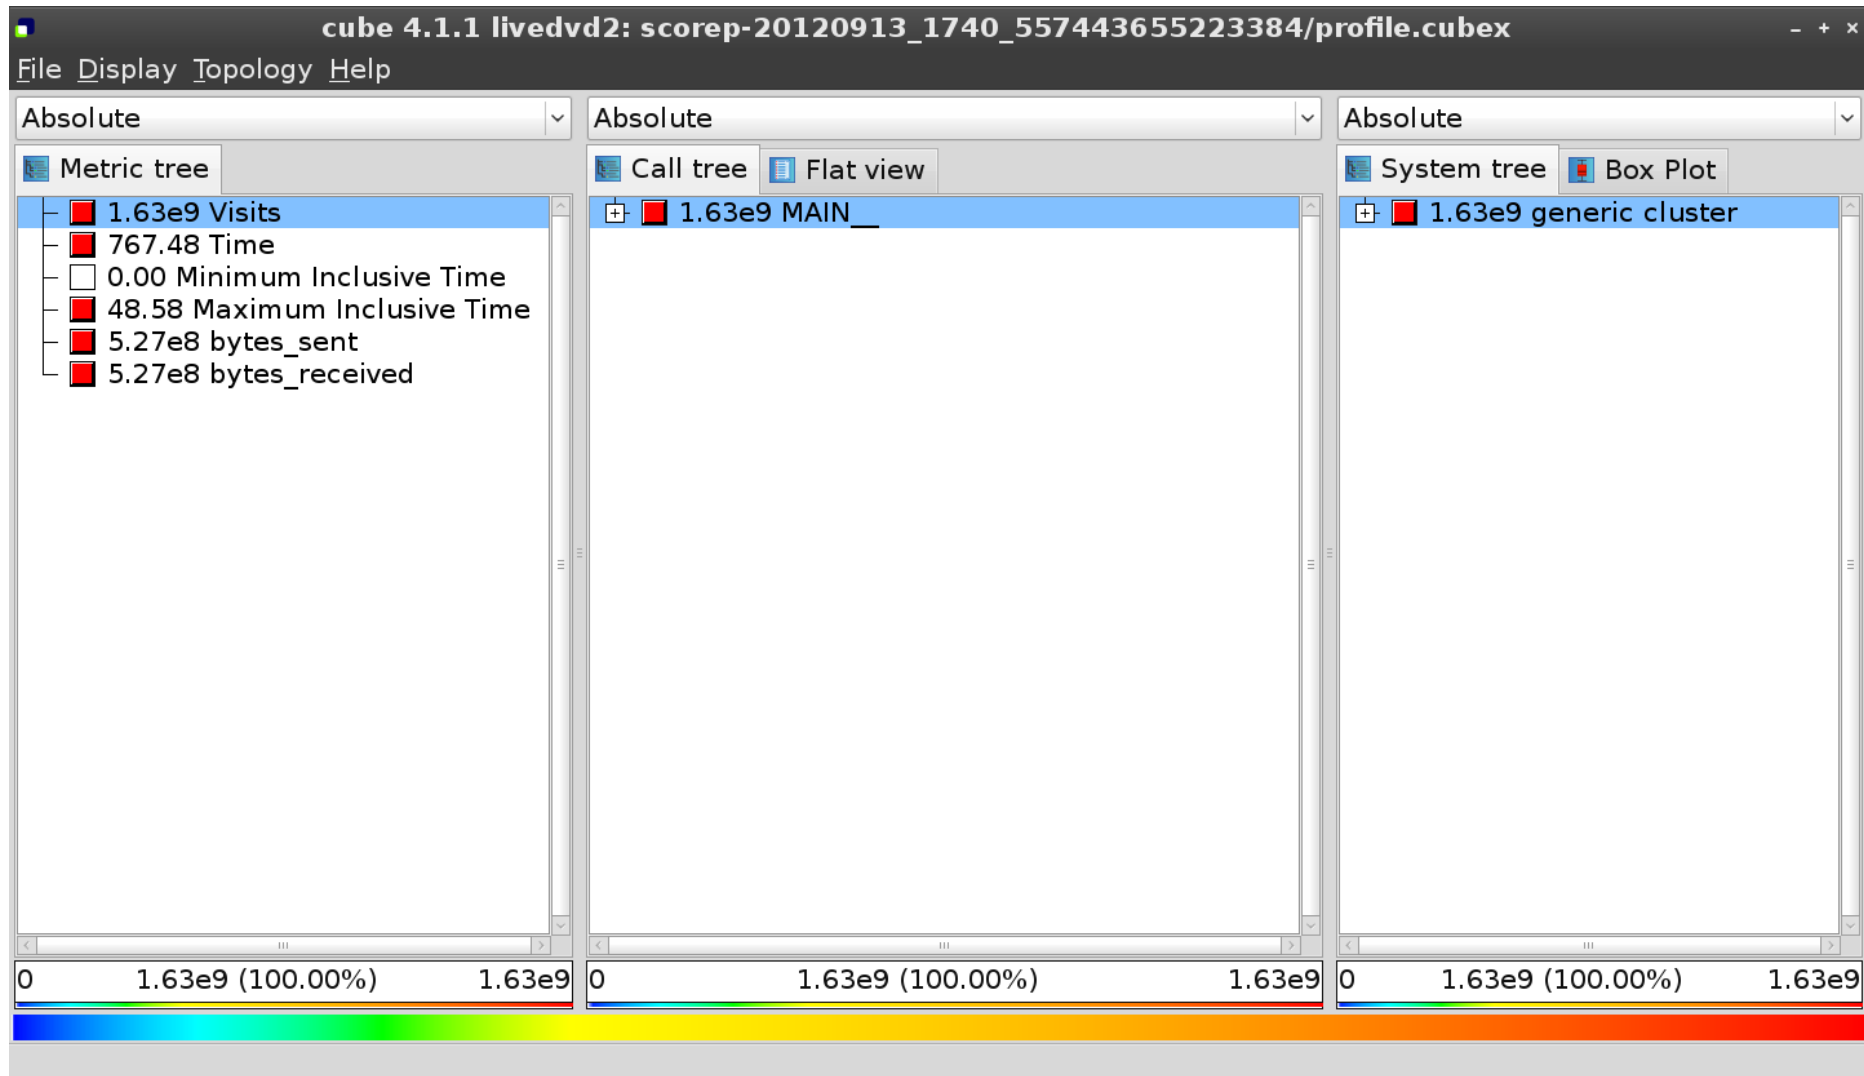 cube 4.1.1 livedvd2: scorep-20120913_1740_557443655223384/profile.cubex
File Display Topology Help
Absolute
Absolute
Absolute
Metric tree
Call tree
Flat view
System tree
Box Plot
1.63e9 Visits
767.48 Time
0.00 Minimum Inclusive Time
48.58 Maximum Inclusive Time
5.27e8 bytes_sent
5.27e8 bytes_received
1.63e9 MAIN__
1.63e9 generic cluster
0 1.63e9 (100.00%) 1.63e9
0 1.63e9 (100.00%) 1.63e9
0 1.63e9 (100.00%) 1.63e9